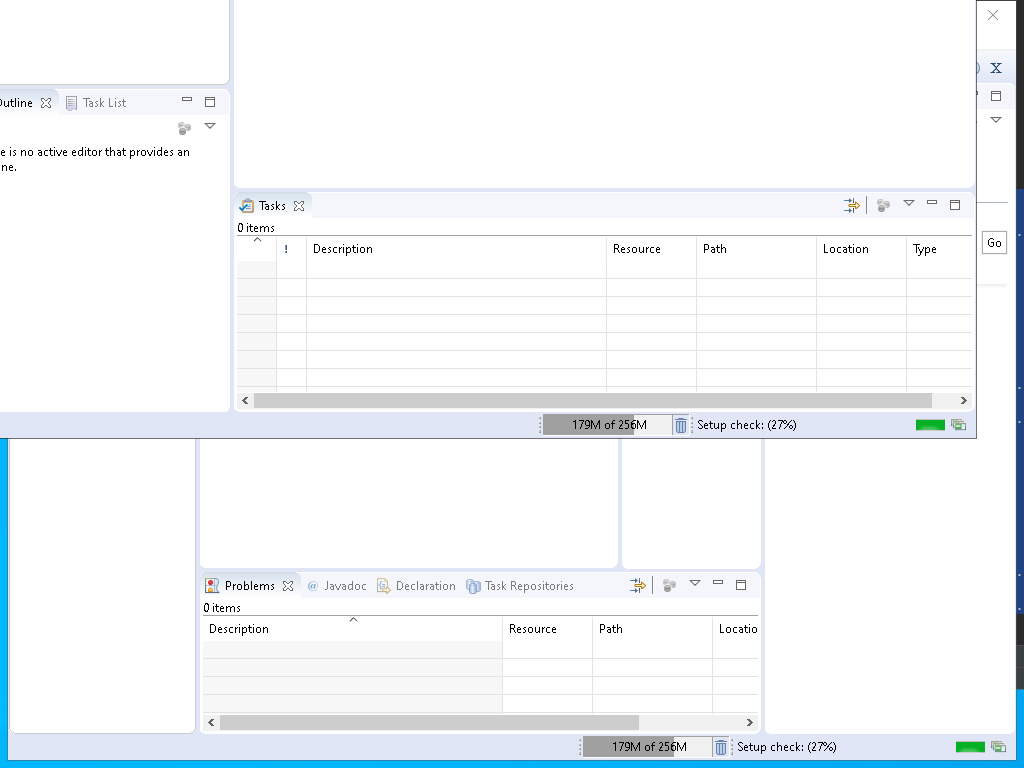 X
Outline Task List
e is no active editor that provides an
ne.
Tasks
0 items
! Description Resource Path Location Type
Go
179M of 256M Setup check: (27%)
Problems @ Javadoc Declaration Task Repositories
0 items
Description Resource Path Locatio
179M of 256M Setup check: (27%)